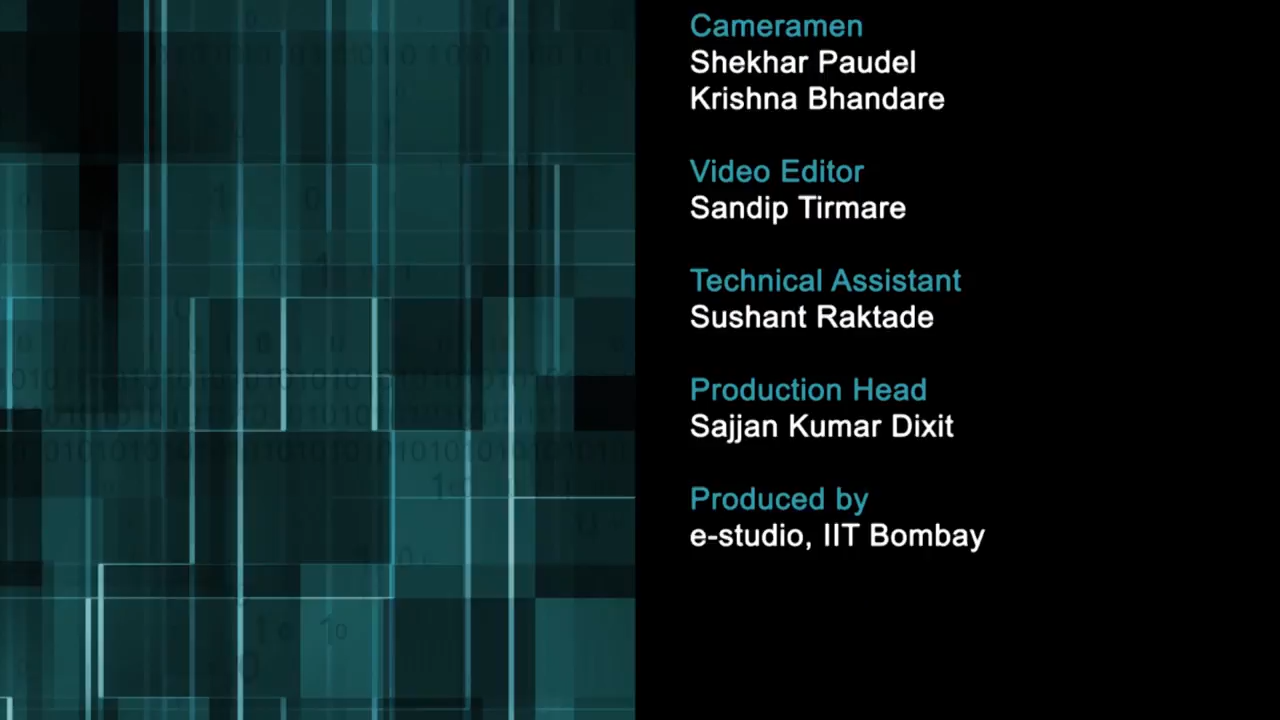 Cameramen
Shekhar Paudel
Krishna Bhandare
Video Editor
Sandip Tirmare
Technical Assistant
Sushant Raktade
Production Head
Sajjan Kumar Dixit
Produced by
e-studio, IIT Bombay